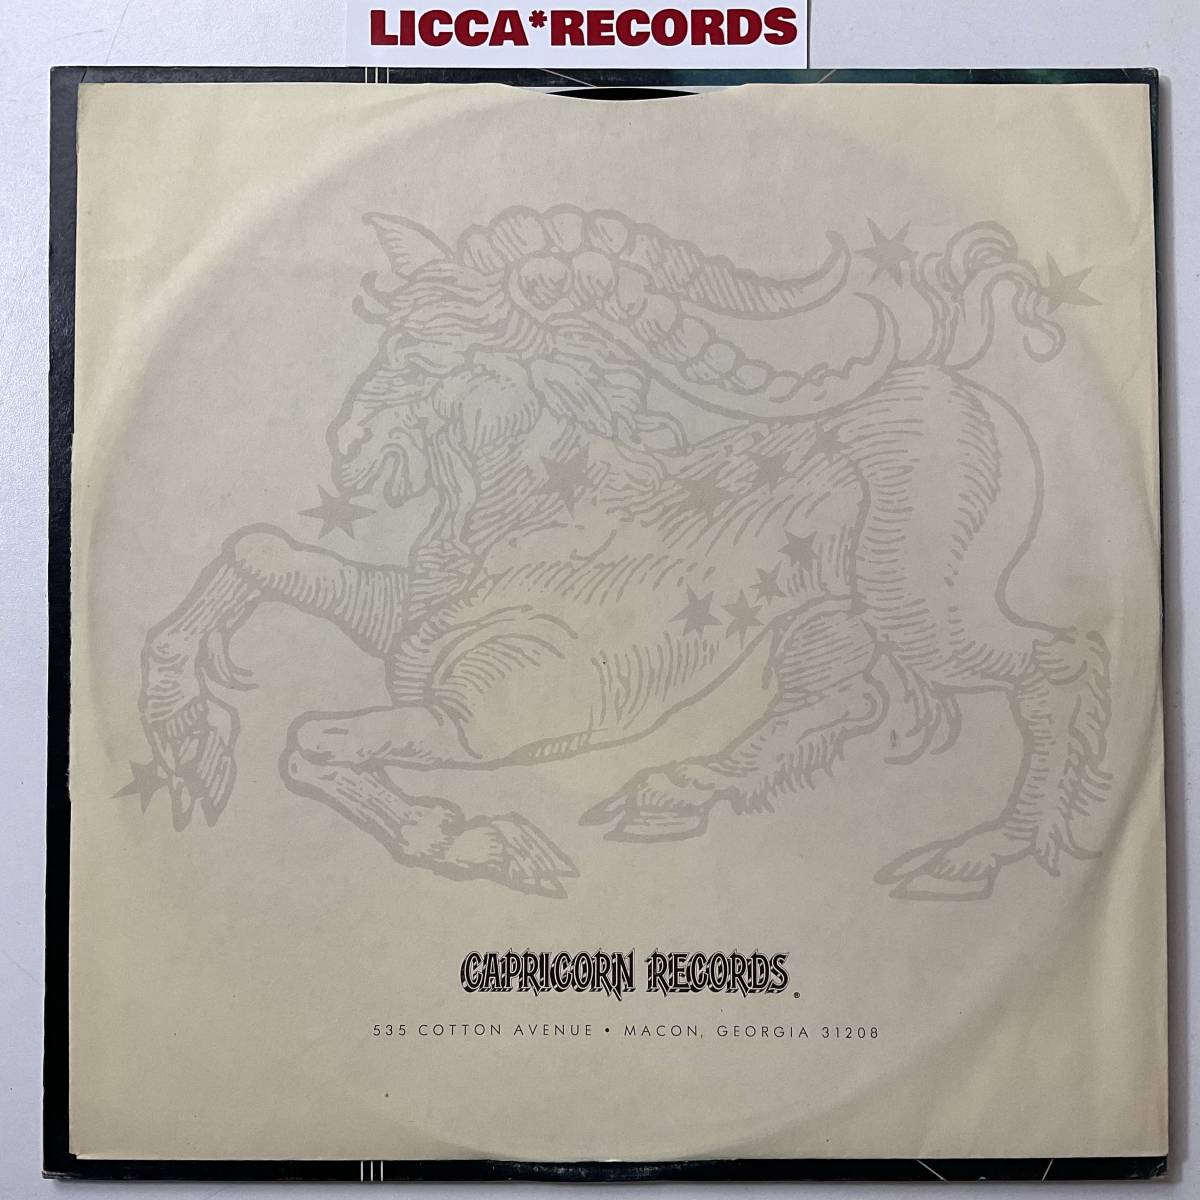 LICCA*RECORDS
CAPRICORN RECORDS®
535 COTTON AVENUE • MACON, GEORGIA 31208